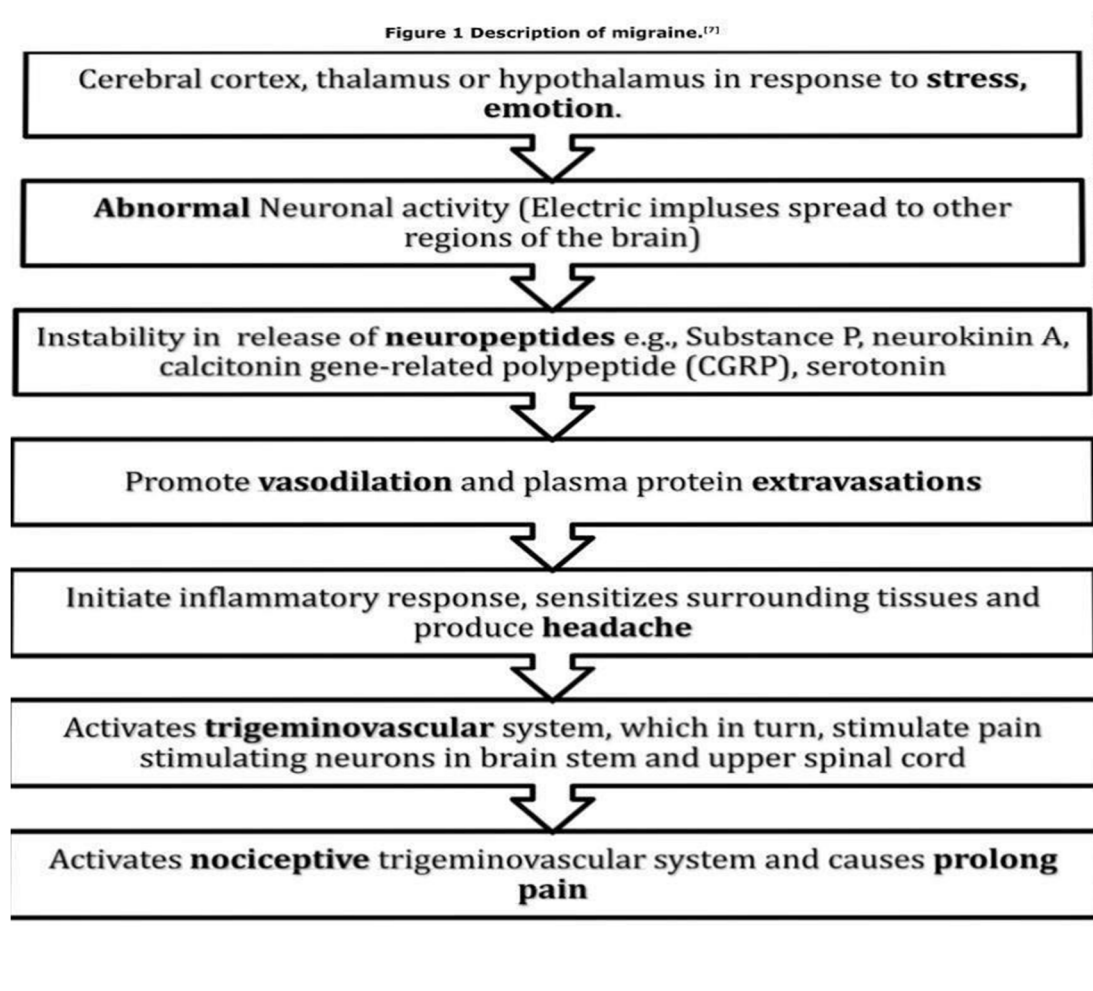 Figure 1 Description of migraine.[7]
Cerebral cortex, thalamus or hypothalamus in response to stress,
emotion.
Abnormal Neuronal activity (Electric impluses spread to other
regions of the brain)
Instability in release of neuropeptides e.g., Substance P, neurokinin A,
calcitonin gene-related polypeptide (CGRP), serotonin
Promote vasodilation and plasma protein extravasations
Initiate inflammatory response, sensitizes surrounding tissues and
produce headache
Activates trigeminovascular system, which in turn, stimulate pain
stimulating neurons in brain stem and upper spinal cord
Activates nociceptive trigeminovascular system and causes prolong
pain